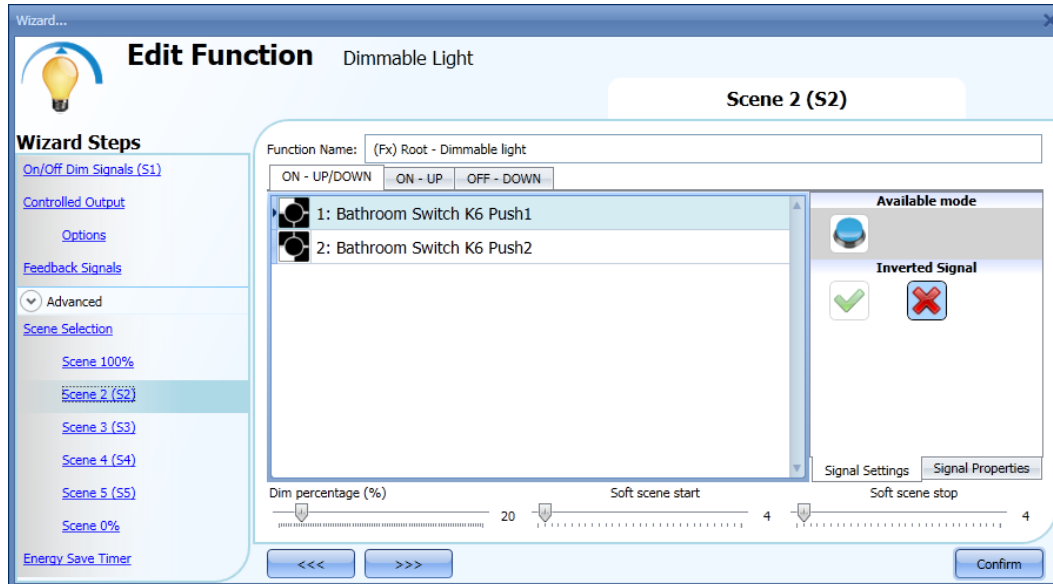 Wizard...
Edit Function Dimmable Light
Scene 2 (S2)
Wizard Steps
On/Off Dim Signals (S1)
Controlled Output
Options
Feedback Signals
Advanced
Scene Selection
Scene 100%
Scene 2 (S2)
Scene 3 (S3)
Scene 4 (S4)
Scene 5 (S5)
Scene 0%
Energy Save Timer
Function Name: (Fx) Root - Dimmable light
ON - UP/DOWN ON - UP OFF - DOWN
1: Bathroom Switch K6 Push1
2: Bathroom Switch K6 Push2
Available mode
Inverted Signal
Signal Settings Signal Properties
Dim percentage (%) Soft scene start Soft scene stop
20 4 4
<<< >>> Confirm